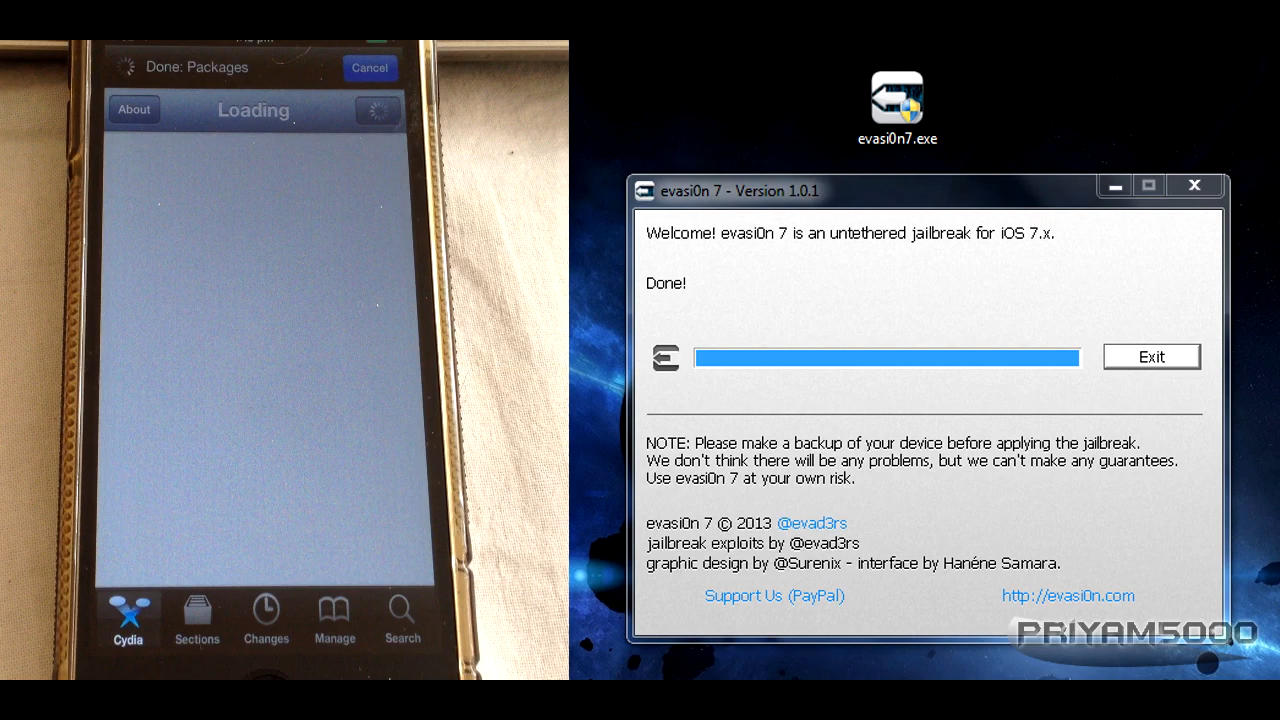 Done: Packages
Cancel
About
Loading
Cydia
Sections
Changes
Manage
Search
evasi0n7.exe
evasi0n 7 - Version 1.0.1
Welcome! evasi0n 7 is an untethered jailbreak for iOS 7.x.
Done!
Exit
NOTE: Please make a backup of your device before applying the jailbreak.
We don't think there will be any problems, but we can't make any guarantees.
Use evasi0n 7 at your own risk.
evasi0n 7 © 2013 @evad3rs
jailbreak exploits by @evad3rs
graphic design by @Surenix - interface by Hanéne Samara.
Support Us (PayPal)
http://evasi0n.com
PRIYAM5000